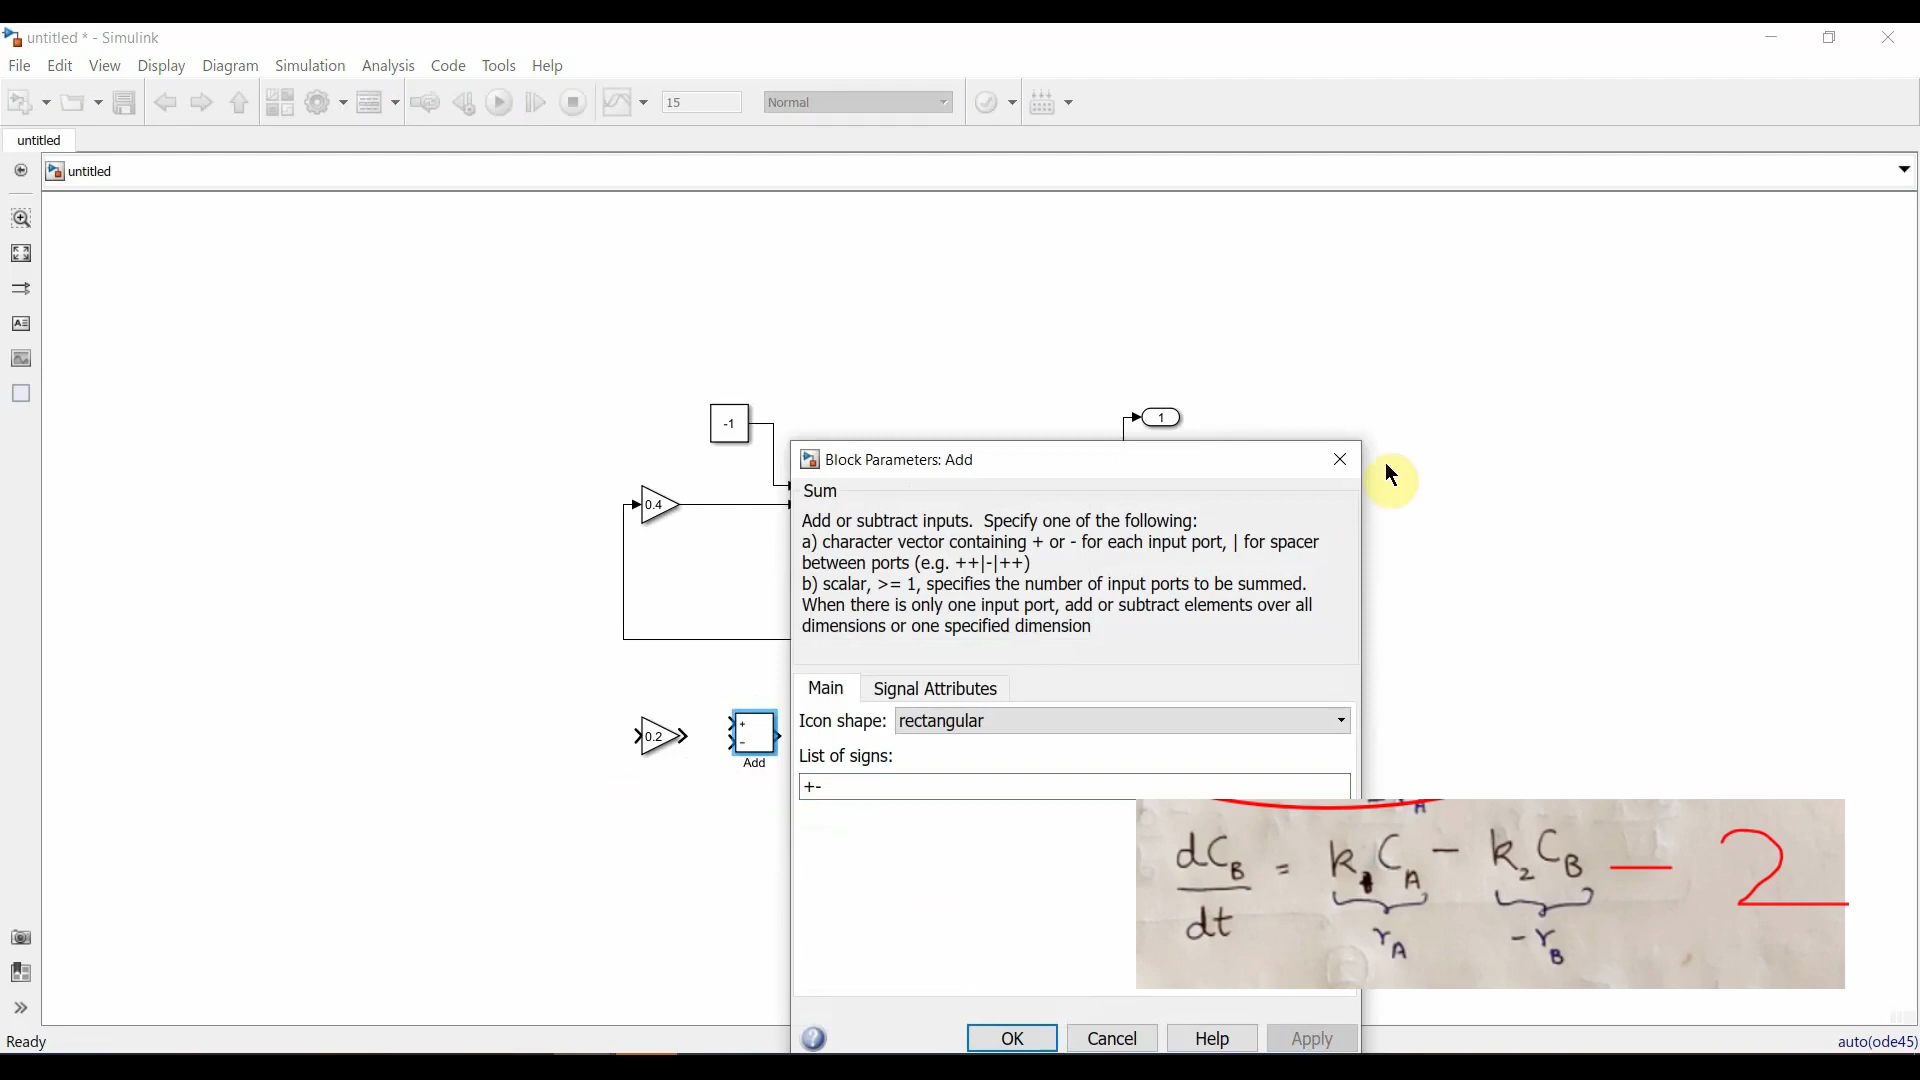 untitled * - Simulink
File Edit View Display Diagram Simulation Analysis Code Tools Help
15 Normal
untitled
untitled
-1
1
0.4
Block Parameters: Add
Sum
Add or subtract inputs. Specify one of the following:
a) character vector containing + or - for each input port, | for spacer
between ports (e.g. ++|-|++)
b) scalar, >= 1, specifies the number of input ports to be summed.
When there is only one input port, add or subtract elements over all
dimensions or one specified dimension
Main Signal Attributes
Icon shape: rectangular
List of signs:
+-
0.2
+
-
Add
dC_B/dt = k_1 C_A - k_2 C_B — 2
r_A -r_B
OK Cancel Help Apply
Ready auto(ode45)